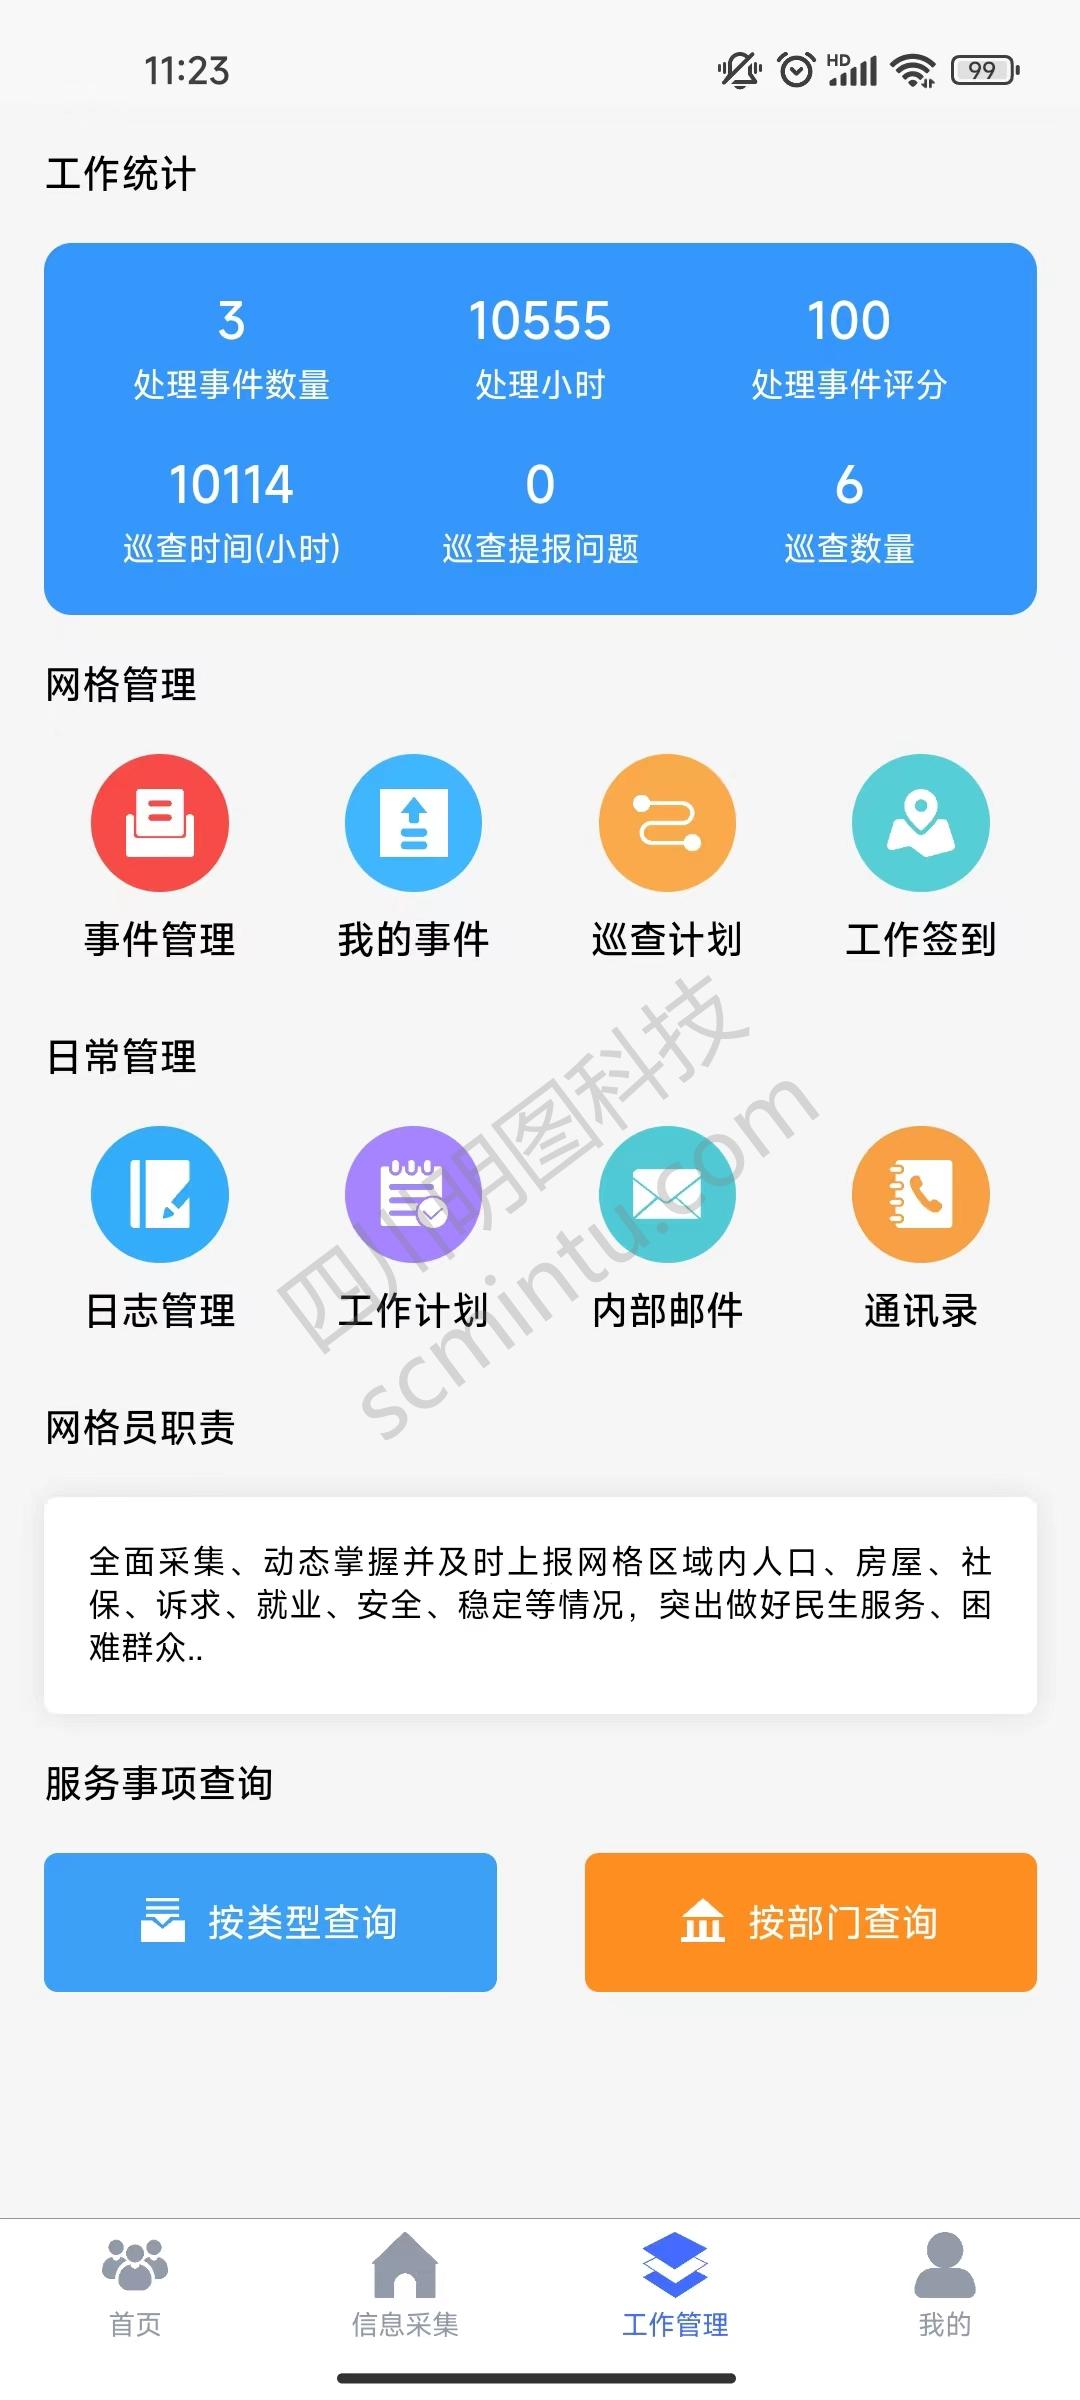 11:23
HD
99
工作统计
3
10555
100
处理事件数量
处理小时
处理事件评分
10114
0
6
巡查时间(小时)
巡查提报问题
巡查数量
网格管理
事件管理
我的事件
巡查计划
工作签到
日常管理
日志管理
工作计划
内部邮件
通讯录
四川明图科技
scmintu.com
网格员职责
全面采集、动态掌握并及时上报网格区域内人口、房屋、社
保、诉求、就业、安全、稳定等情况，突出做好民生服务、困
难群众..
服务事项查询
按类型查询
按部门查询
首页
信息采集
工作管理
我的